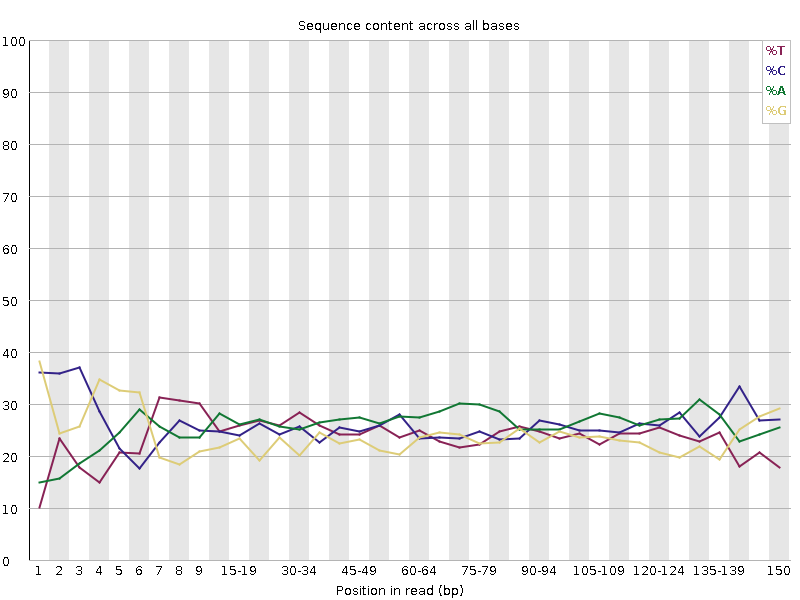 Sequence content across all bases
100
90
80
70
60
50
40
30
20
10
0
%T
%C
%A
%G
1 2 3 4 5 6 7 8 9 15-19 30-34 45-49 60-64 75-79 90-94 105-109 120-124 135-139 150
Position in read (bp)